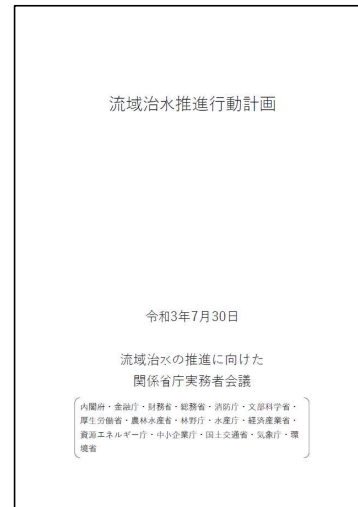 流域治水推進行動計画
令和3年7月30日
流域治水の推進に向けた
関係省庁実務者会議
内閣府・金融庁・財務省・総務省・消防庁・文部科学省・
厚生労働省・農林水産省・林野庁・水産庁・経済産業省・
資源エネルギー庁・中小企業庁・国土交通省・気象庁・環
境省